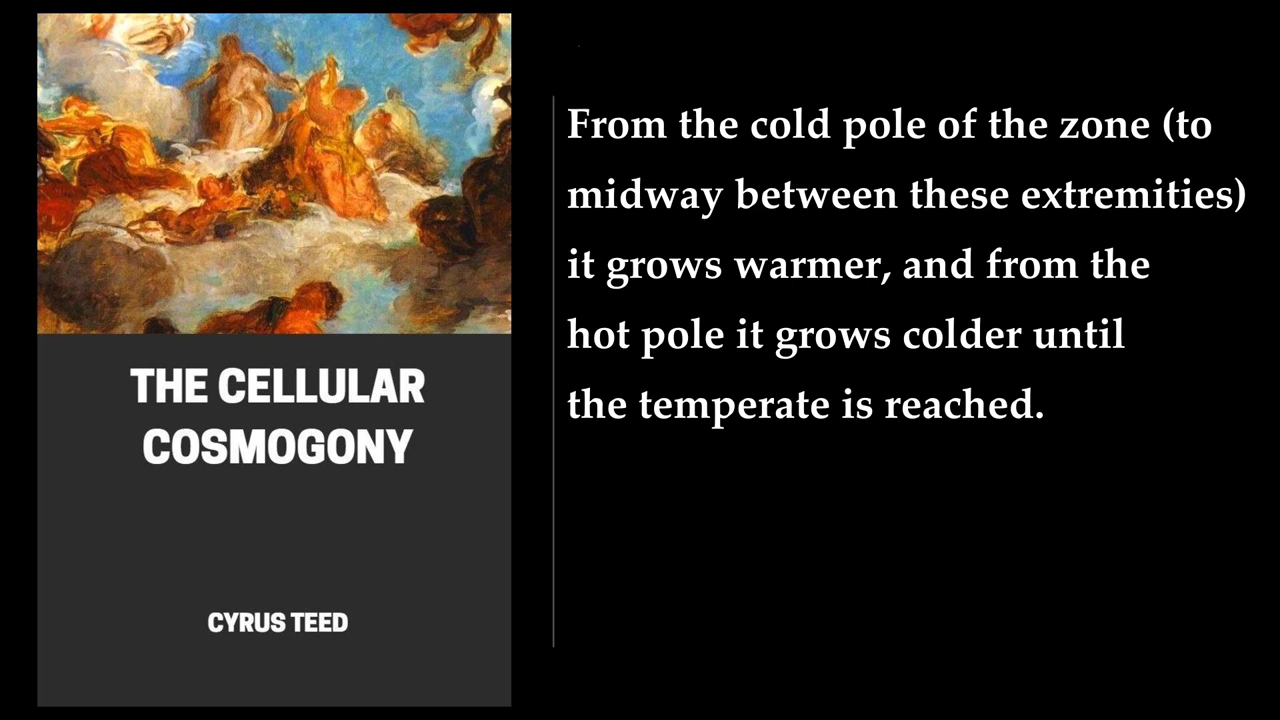 THE CELLULAR
COSMOGONY
CYRUS TEED
From the cold pole of the zone (to
midway between these extremities)
it grows warmer, and from the
hot pole it grows colder until
the temperate is reached.